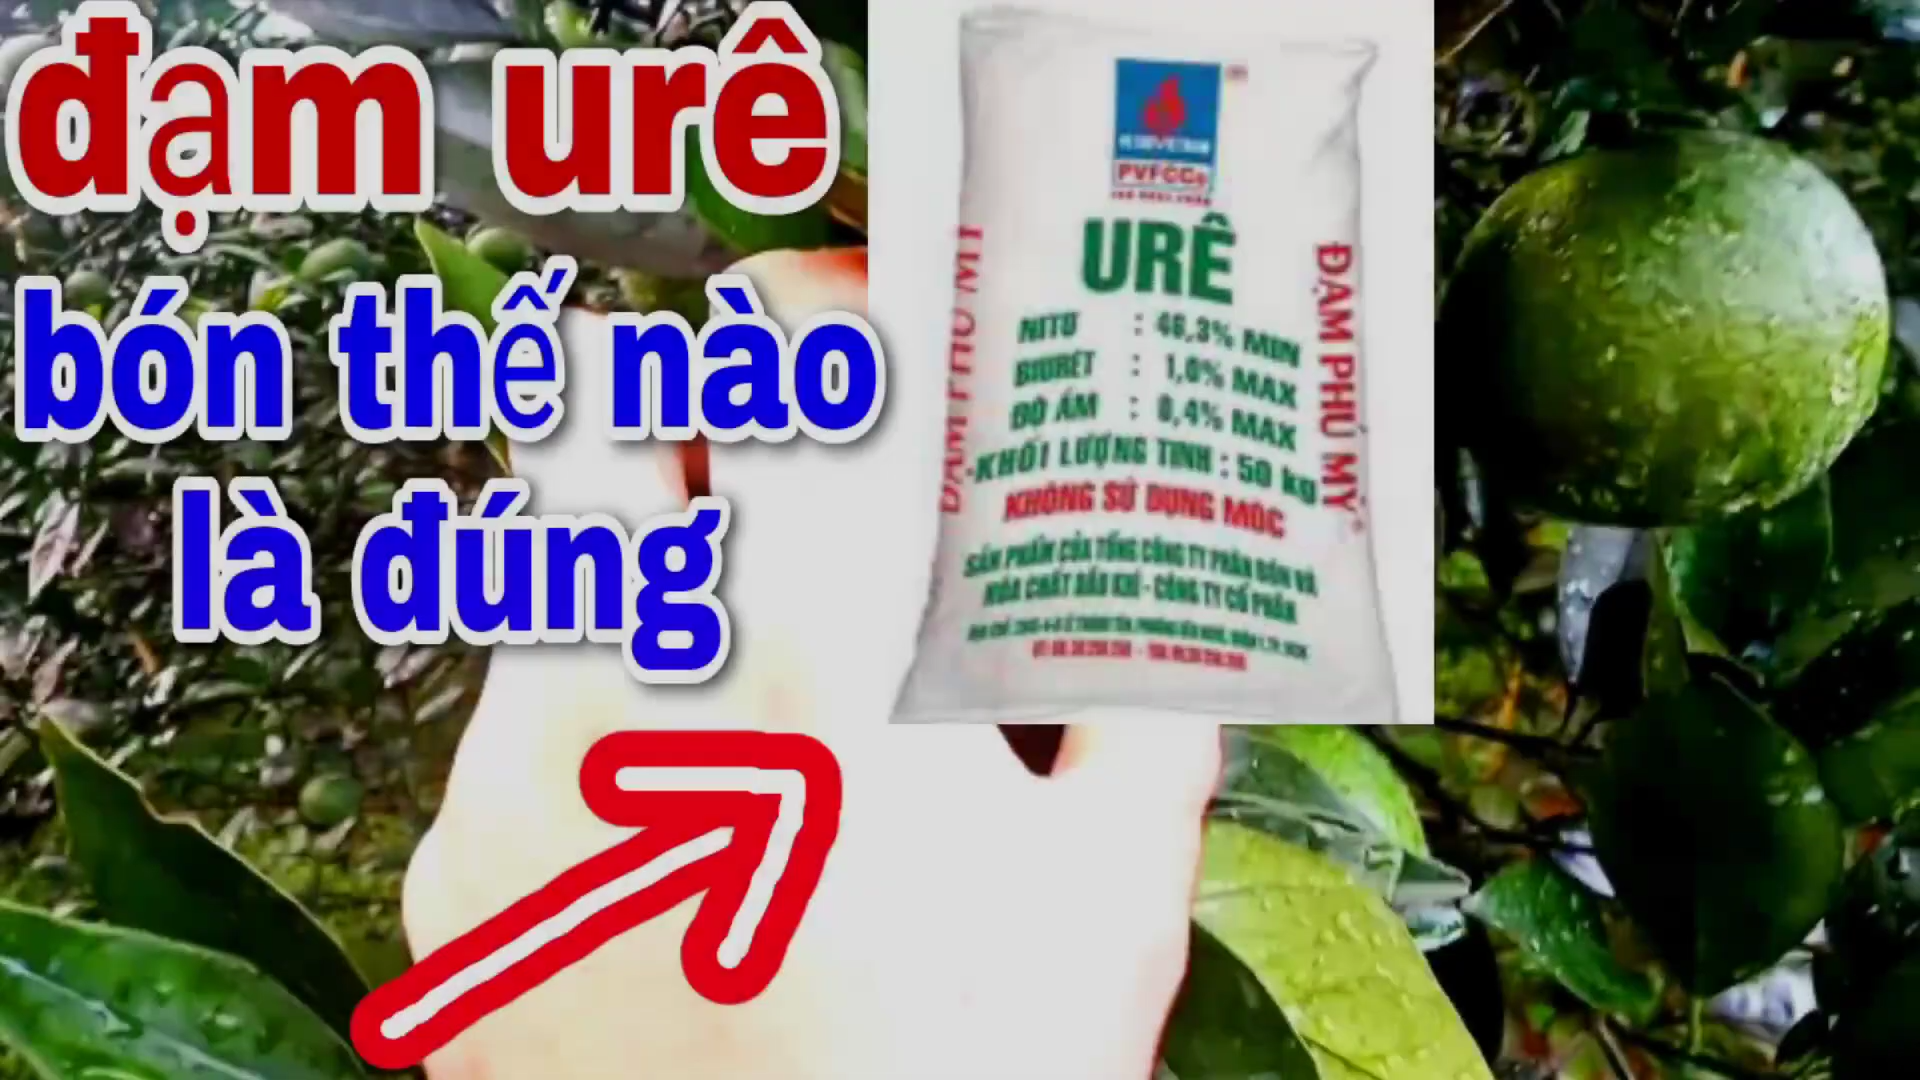 đạm urê
bón thế nào
là đúng
PVFCCo
URÊ
NITƠ : 46,3% MIN
BIURET : 1,0% MAX
ĐỘ ẨM : 0,4% MAX
KHỐI LƯỢNG TỊNH : 50 kg
KHÔNG SỬ DỤNG MÓC
SẢN PHẨM CỦA TỔNG CÔNG TY PHÂN BÓN VÀ
HÓA CHẤT DẦU KHÍ - CÔNG TY CỔ PHẦN
ĐẠM PHÚ MỸ
ĐẠM PHÚ MỸ